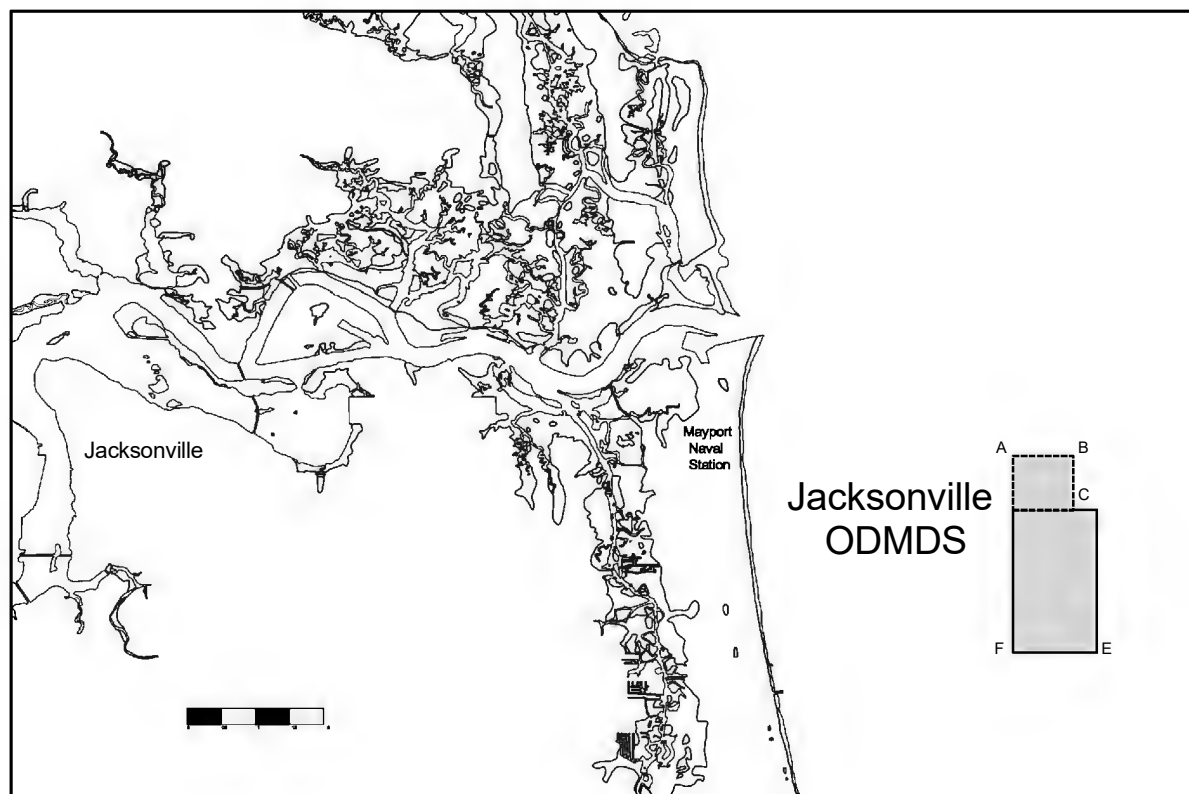 A
B
Mayport
Naval
Station
Jacksonville
Jacksonville
ODMDS
C
F
E